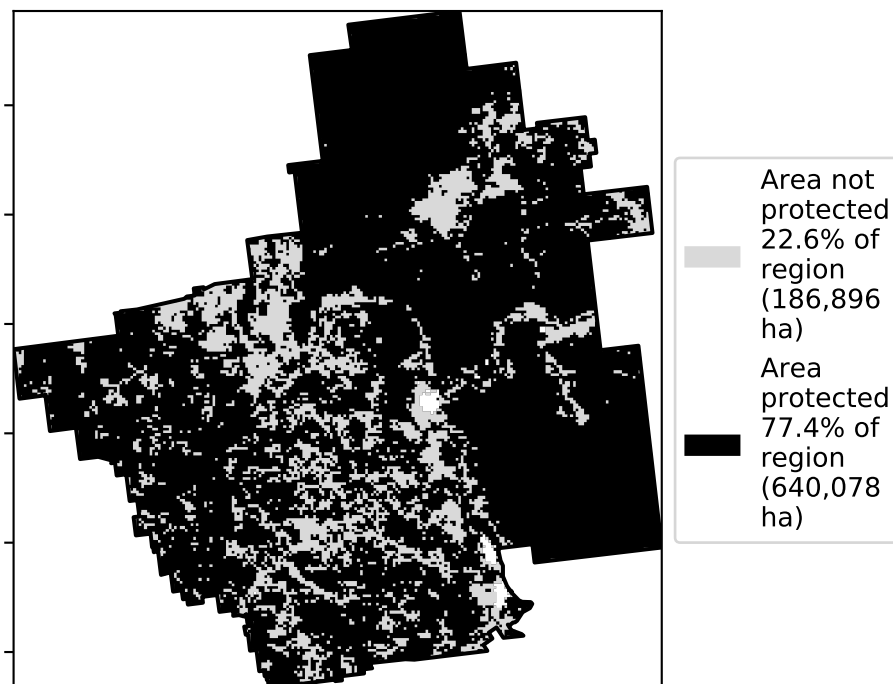 Area not
protected
22.6% of
region
(186,896
ha)
Area
protected
77.4% of
region
(640,078
ha)